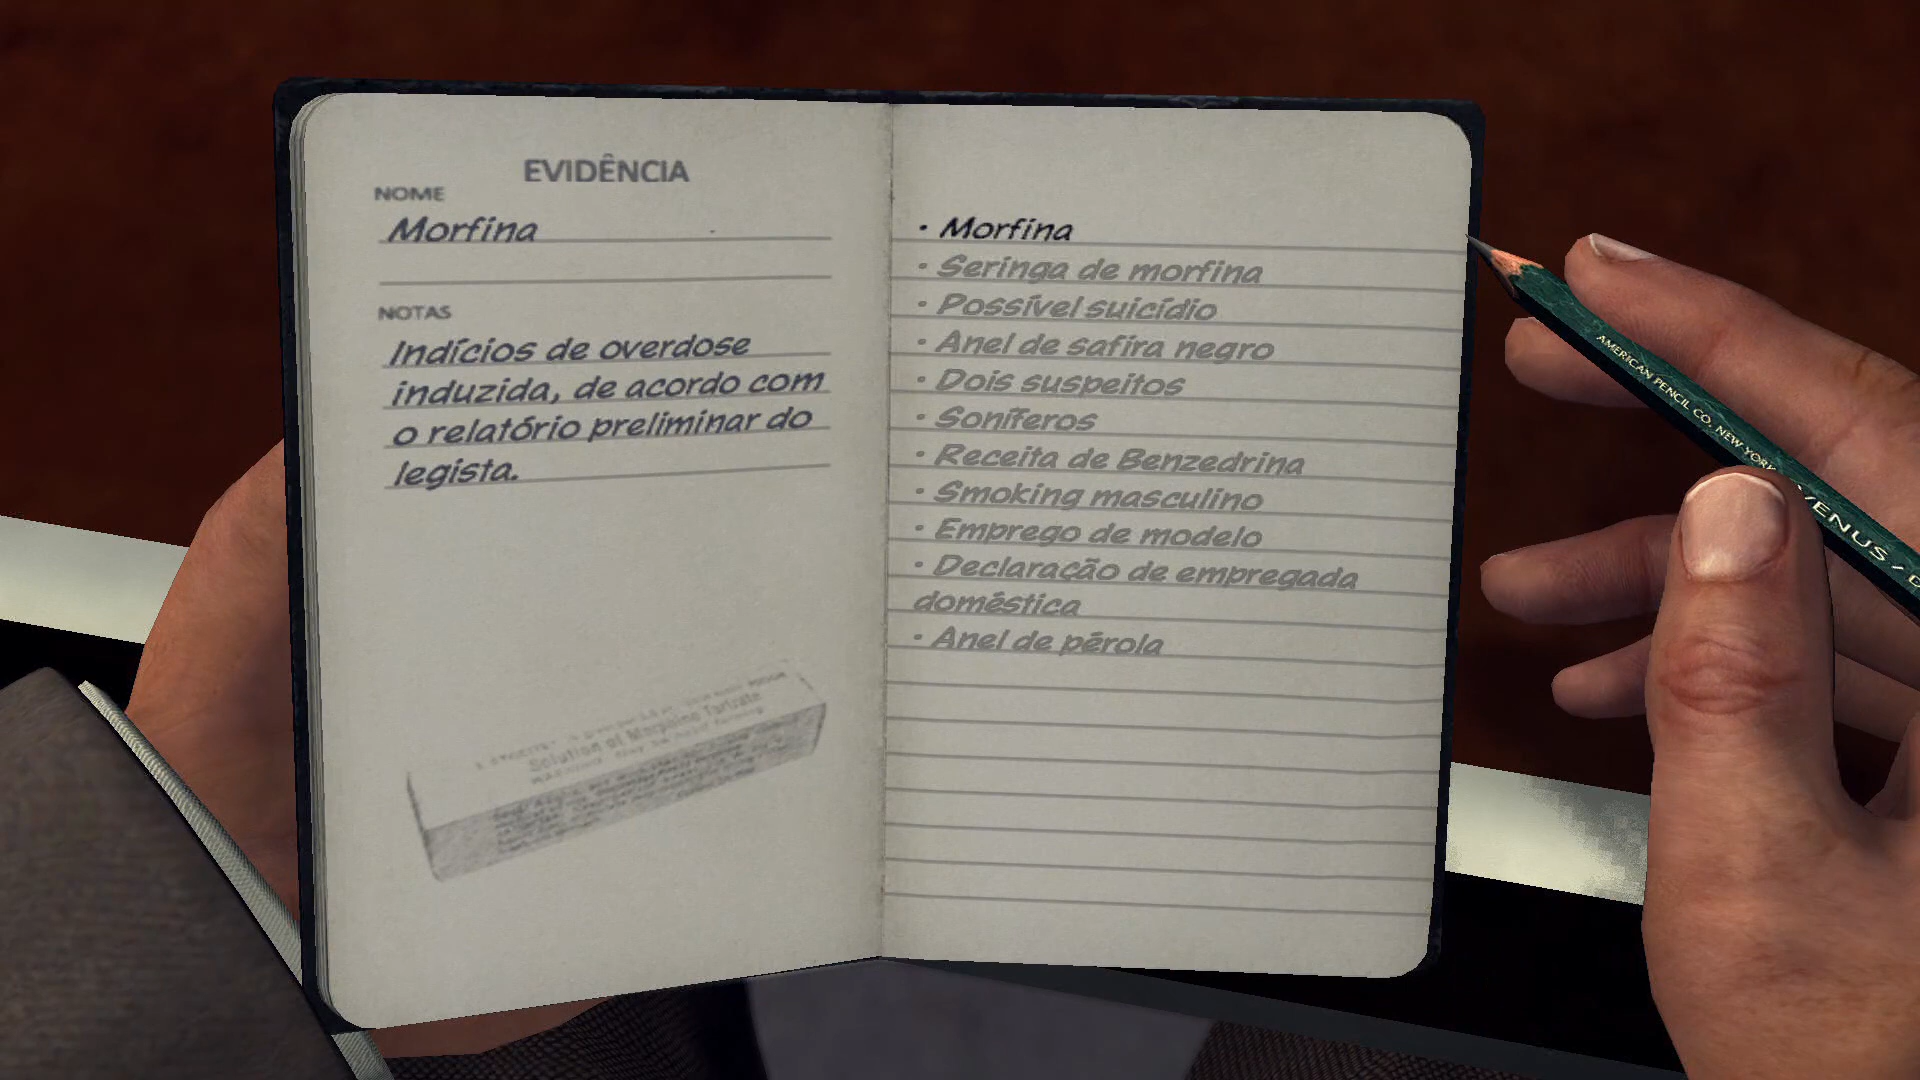 EVIDÊNCIA
NOME
Morfina
NOTAS
Indícios de overdose
induzida, de acordo com
o relatório preliminar do
legista.
Solution of Morphine Tartrate
• Morfina
• Seringa de morfina
• Possível suicídio
• Anel de safira negro
• Dois suspeitos
• Soníferos
• Receita de Benzedrina
• Smoking masculino
• Emprego de modelo
• Declaração de empregada
doméstica
• Anel de pérola
AMERICAN PENCIL CO. NEW YORK
VENUS